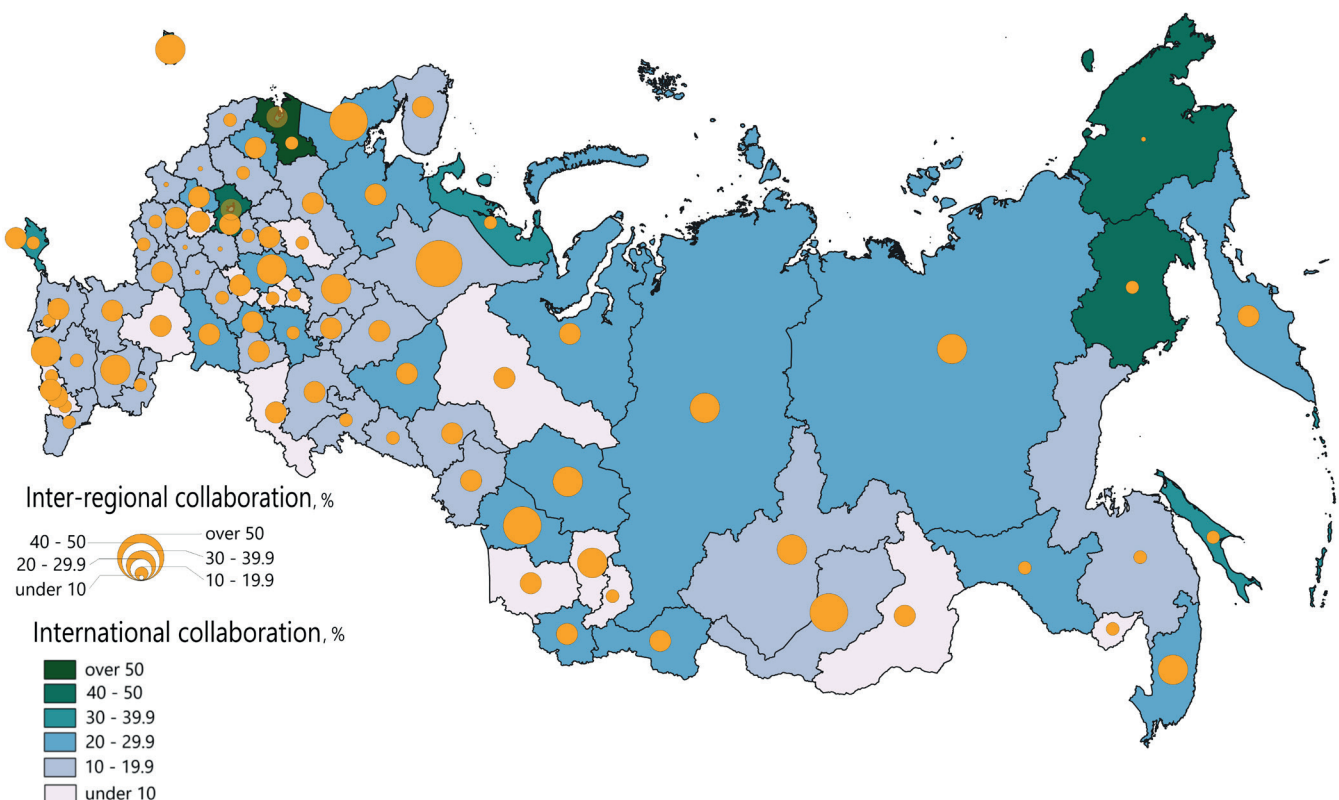 Inter-regional collaboration, %
over 50
40 - 50
30 - 39.9
20 - 29.9
10 - 19.9
under 10
International collaboration, %
over 50
40 - 50
30 - 39.9
20 - 29.9
10 - 19.9
under 10